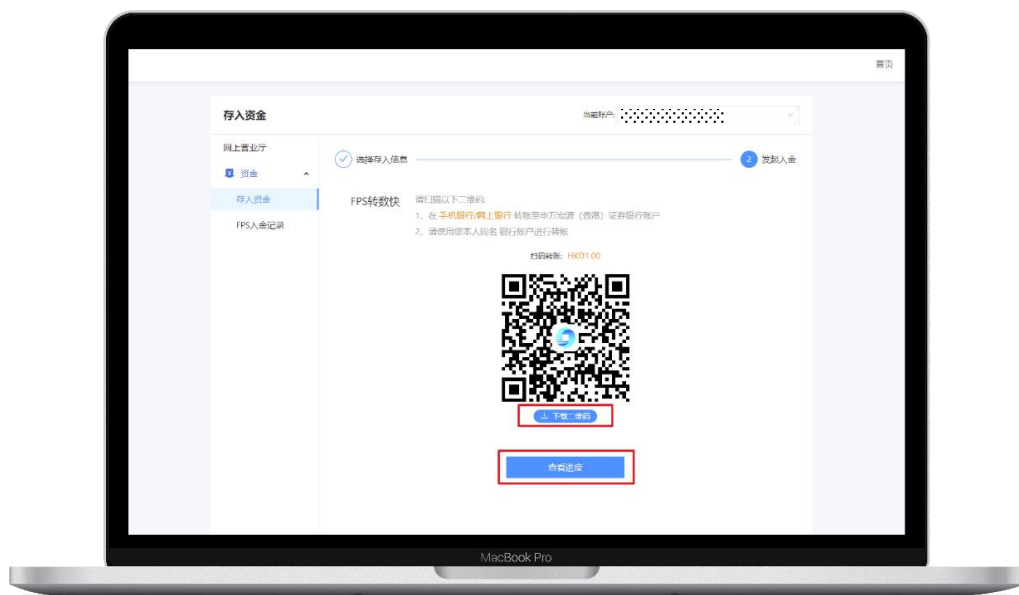 首页
存入资金
当前账户:
网上营业厅
资金
存入资金
FPS入金记录
选择存入信息
2 发起入金
FPS转数快
请扫描以下二维码:
1、在 手机银行/网上银行 转账至申万宏源（香港）证券银行账户
2、请使用您本人同名银行账户进行转账
扫码转账: HKD1.00
下载二维码
查看进度
MacBook Pro